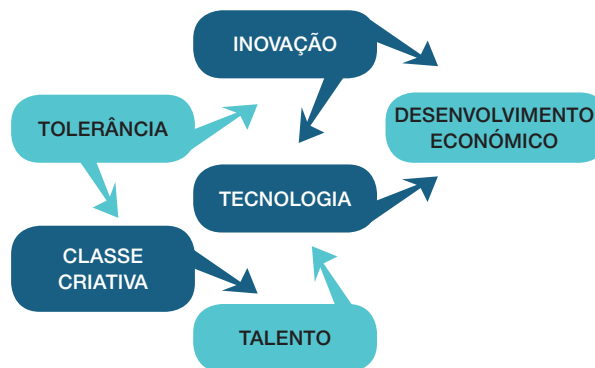 INOVAÇÃO
TOLERÂNCIA
DESENVOLVIMENTO
ECONÓMICO
TECNOLOGIA
CLASSE
CRIATIVA
TALENTO